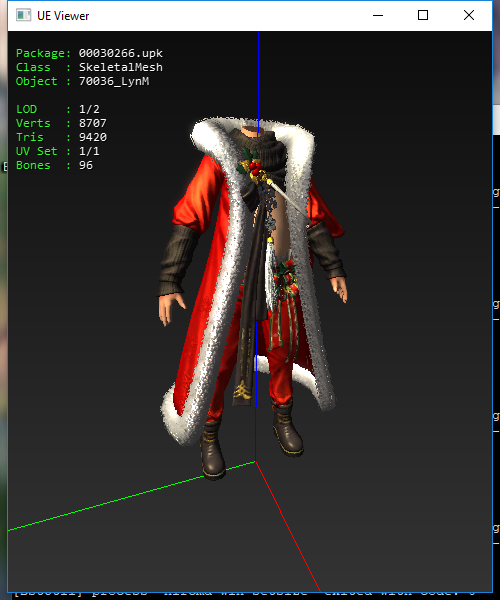 UE Viewer
Package: 00030266.upk
Class : SkeletalMesh
Object : 70036_LynM
LOD : 1/2
Verts : 8707
Tris : 9420
UV Set : 1/1
Bones : 96